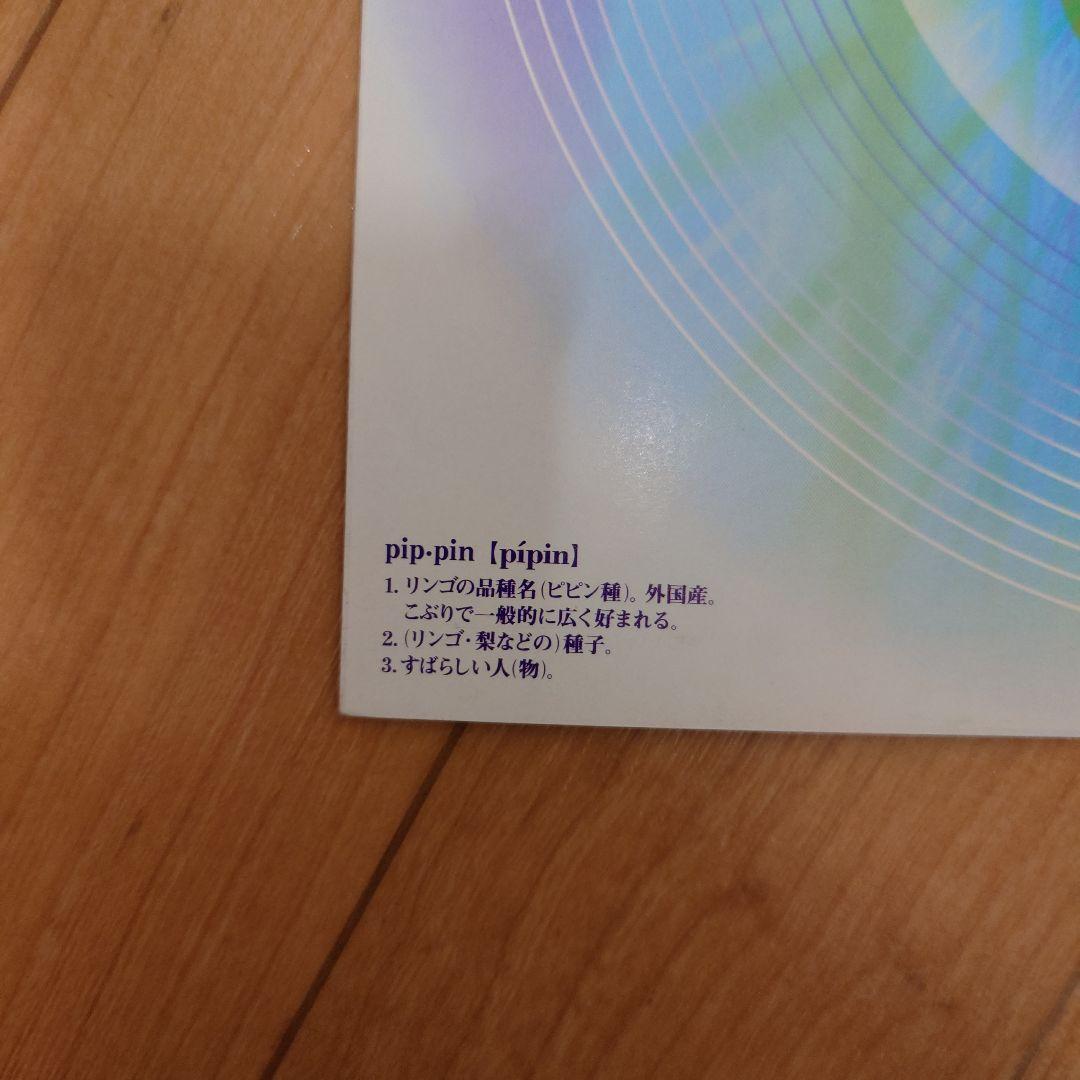 pip·pin【pípin】
1. リンゴの品種名(ピピン種)。外国産。
こぶりで一般的に広く好まれる。
2. (リンゴ・梨などの)種子。
3. すばらしい人(物)。